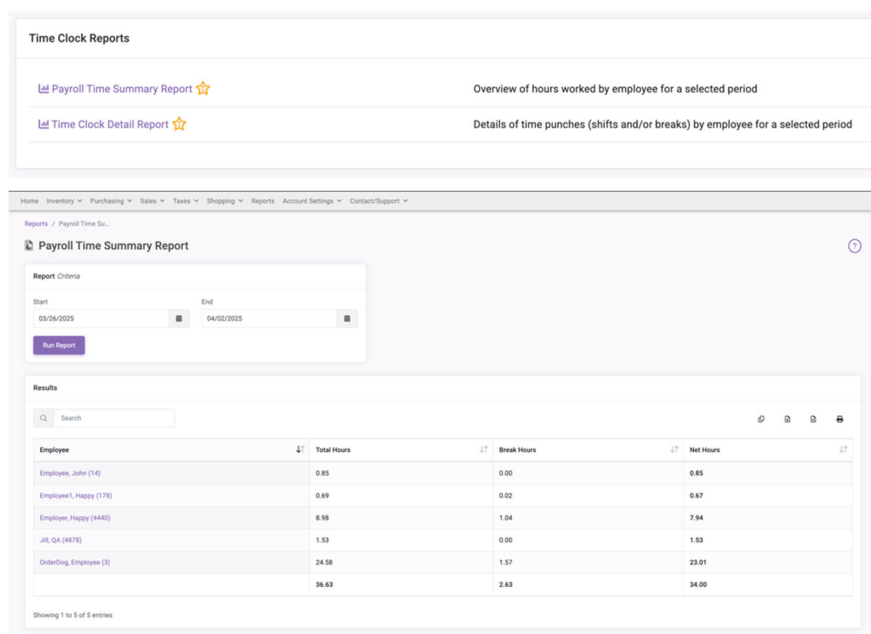 Time Clock Reports
Payroll Time Summary Report Overview of hours worked by employee for a selected period
Time Clock Detail Report Details of time punches (shifts and/or breaks) by employee for a selected period
Home Inventory Purchasing Sales Taxes Shopping Reports Account Settings Contact/Support
Reports / Payroll Time Su...
Payroll Time Summary Report ?
Report Criteria
Start End
03/26/2025 04/02/2025
Run Report
Results
Search
Employee Total Hours Break Hours Net Hours
Employee, John (14) 0.85 0.00 0.85
Employee1, Happy (178) 0.69 0.02 0.67
Employer, Happy (4440) 8.98 1.04 7.94
Jill, QA (4878) 1.53 0.00 1.53
OrderDog, Employee (3) 24.58 1.57 23.01
36.63 2.63 34.00
Showing 1 to 5 of 5 entries